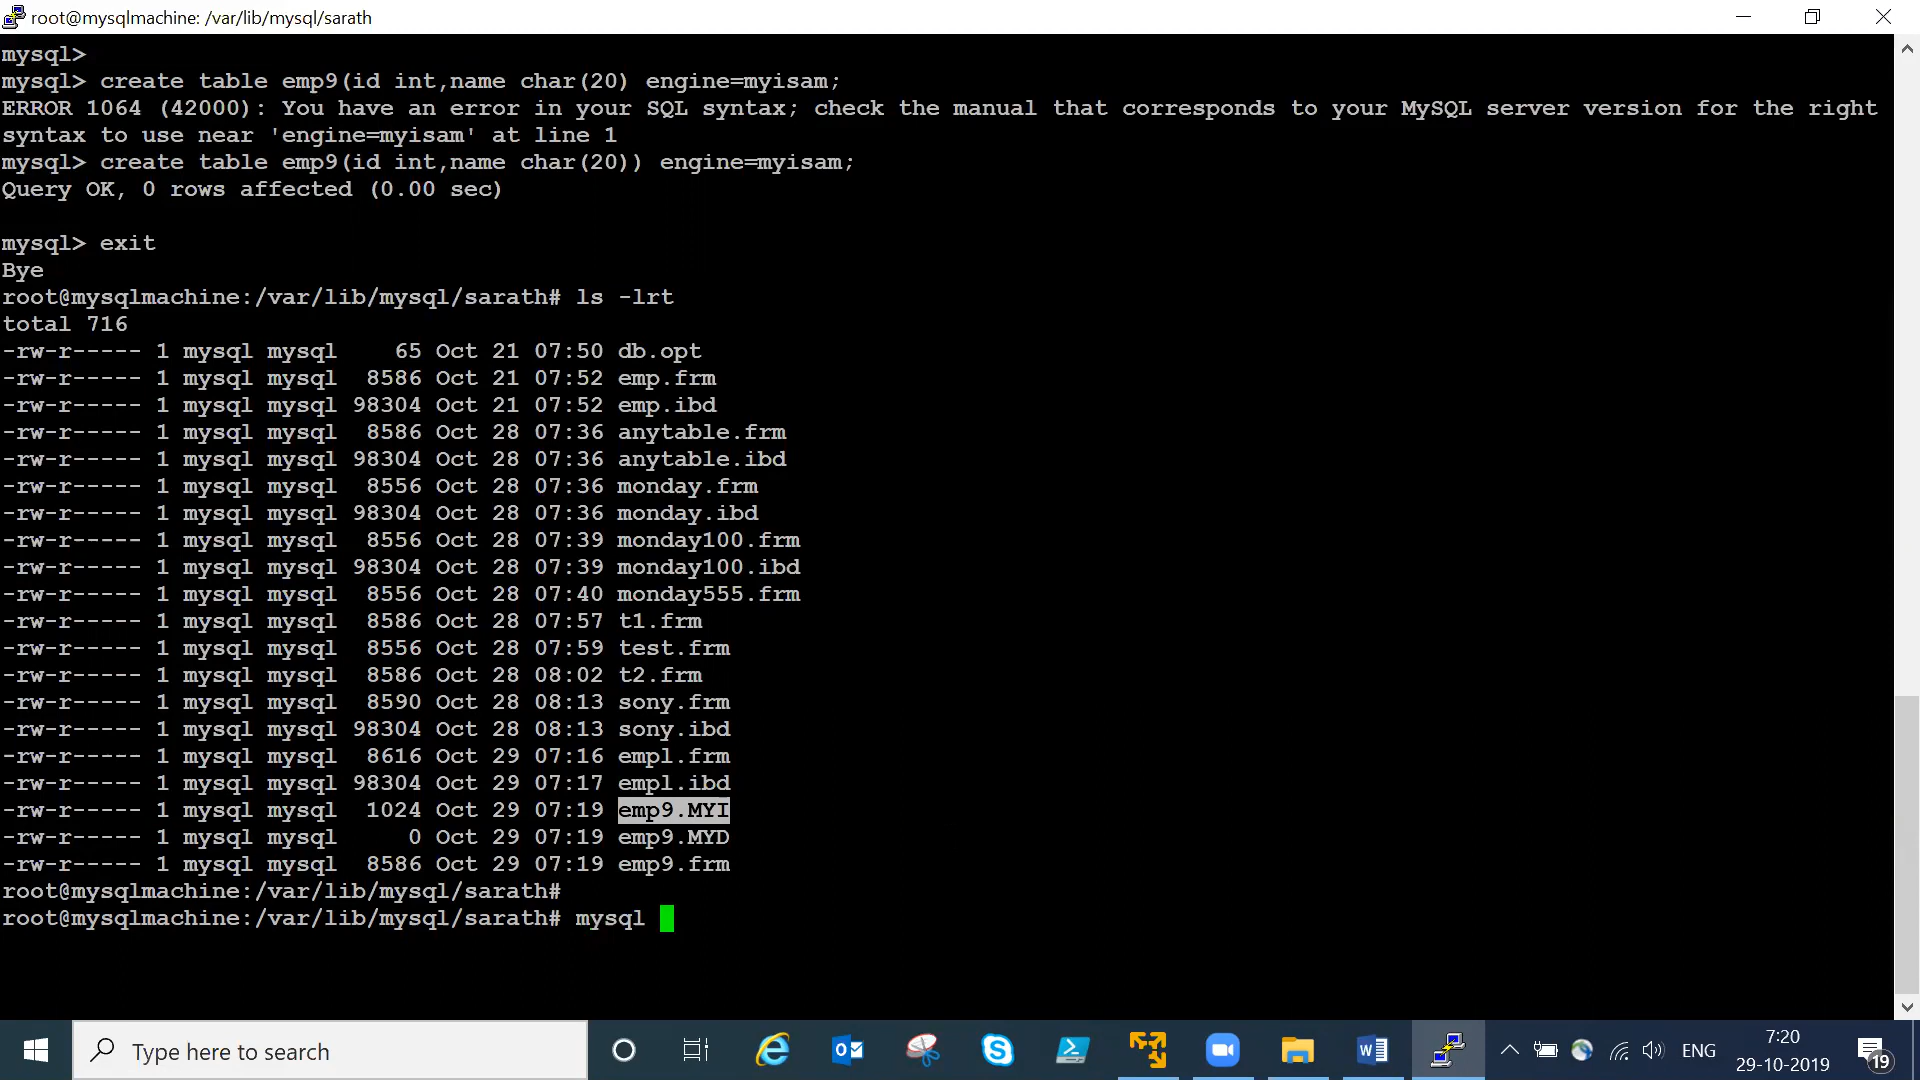 root@mysqlmachine: /var/lib/mysql/sarath
mysql>
mysql> create table emp9(id int,name char(20) engine=myisam;
ERROR 1064 (42000): You have an error in your SQL syntax; check the manual that corresponds to your MySQL server version for the right
syntax to use near 'engine=myisam' at line 1
mysql> create table emp9(id int,name char(20)) engine=myisam;
Query OK, 0 rows affected (0.00 sec)
mysql> exit
Bye
root@mysqlmachine:/var/lib/mysql/sarath# ls -lrt
total 716
-rw-r----- 1 mysql mysql    65 Oct 21 07:50 db.opt
-rw-r----- 1 mysql mysql  8586 Oct 21 07:52 emp.frm
-rw-r----- 1 mysql mysql 98304 Oct 21 07:52 emp.ibd
-rw-r----- 1 mysql mysql  8586 Oct 28 07:36 anytable.frm
-rw-r----- 1 mysql mysql 98304 Oct 28 07:36 anytable.ibd
-rw-r----- 1 mysql mysql  8556 Oct 28 07:36 monday.frm
-rw-r----- 1 mysql mysql 98304 Oct 28 07:36 monday.ibd
-rw-r----- 1 mysql mysql  8556 Oct 28 07:39 monday100.frm
-rw-r----- 1 mysql mysql 98304 Oct 28 07:39 monday100.ibd
-rw-r----- 1 mysql mysql  8556 Oct 28 07:40 monday555.frm
-rw-r----- 1 mysql mysql  8586 Oct 28 07:57 t1.frm
-rw-r----- 1 mysql mysql  8556 Oct 28 07:59 test.frm
-rw-r----- 1 mysql mysql  8586 Oct 28 08:02 t2.frm
-rw-r----- 1 mysql mysql  8590 Oct 28 08:13 sony.frm
-rw-r----- 1 mysql mysql 98304 Oct 28 08:13 sony.ibd
-rw-r----- 1 mysql mysql  8616 Oct 29 07:16 empl.frm
-rw-r----- 1 mysql mysql 98304 Oct 29 07:17 empl.ibd
-rw-r----- 1 mysql mysql  1024 Oct 29 07:19 emp9.MYI
-rw-r----- 1 mysql mysql     0 Oct 29 07:19 emp9.MYD
-rw-r----- 1 mysql mysql  8586 Oct 29 07:19 emp9.frm
root@mysqlmachine:/var/lib/mysql/sarath#
root@mysqlmachine:/var/lib/mysql/sarath# mysql
Type here to search
ENG
7:20
29-10-2019
19